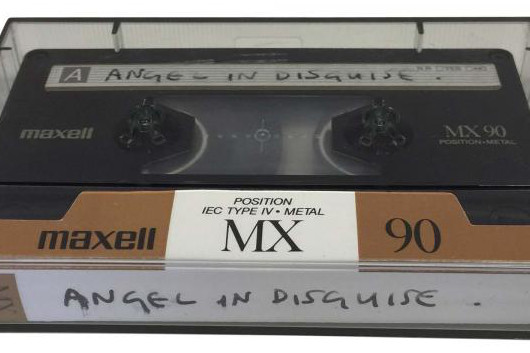 A ANGEL IN DISGUISE.
maxell
MX 90
POSITION·METAL
POSITION
IEC TYPE IV · METAL
maxell MX 90
ANGEL IN DISGUISE .